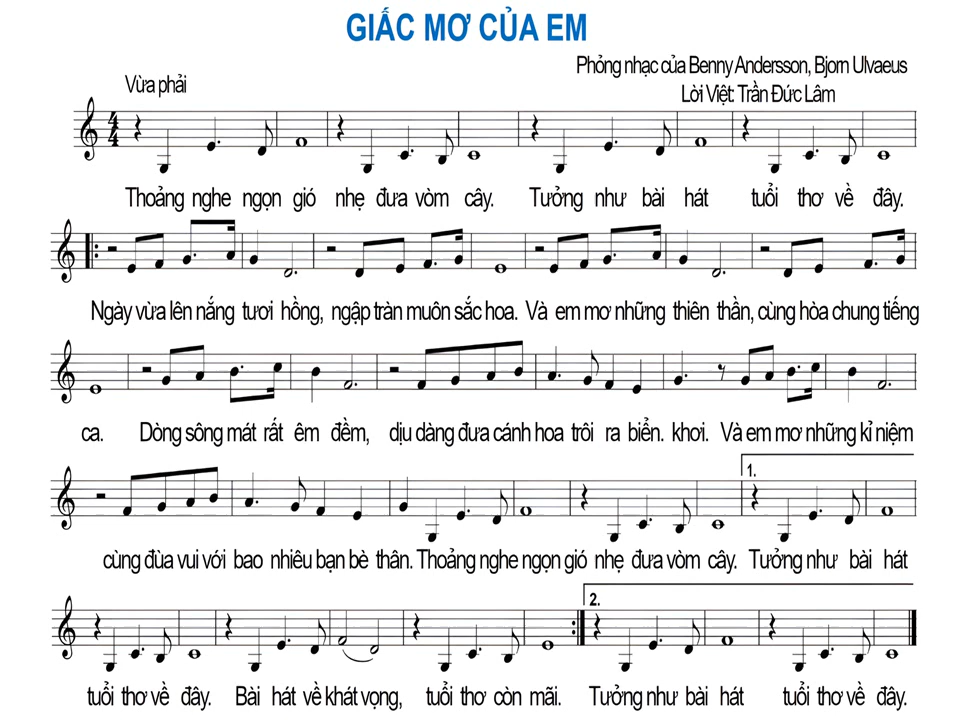 GIẤC MƠ CỦA EM
Phỏng nhạc của Benny Andersson, Bjorn Ulvaeus
Vừa phải
Lời Việt: Trần Đức Lâm
4
4
Thoảng nghe ngọn gió nhẹ đưa vòm cây. Tưởng như bài hát tuổi thơ về đây.
Ngày vừa lên nắng tươi hồng, ngập tràn muôn sắc hoa. Và em mơ những thiên thần, cùng hòa chung tiếng
ca. Dòng sông mát rất êm đềm, dịu dàng đưa cánh hoa trôi ra biển. khơi. Và em mơ những kỉ niệm
1.
cùng đùa vui với bao nhiêu bạn bè thân. Thoảng nghe ngọn gió nhẹ đưa vòm cây. Tưởng như bài hát
2.
tuổi thơ về đây. Bài hát về khát vọng, tuổi thơ còn mãi. Tưởng như bài hát tuổi thơ về đây.